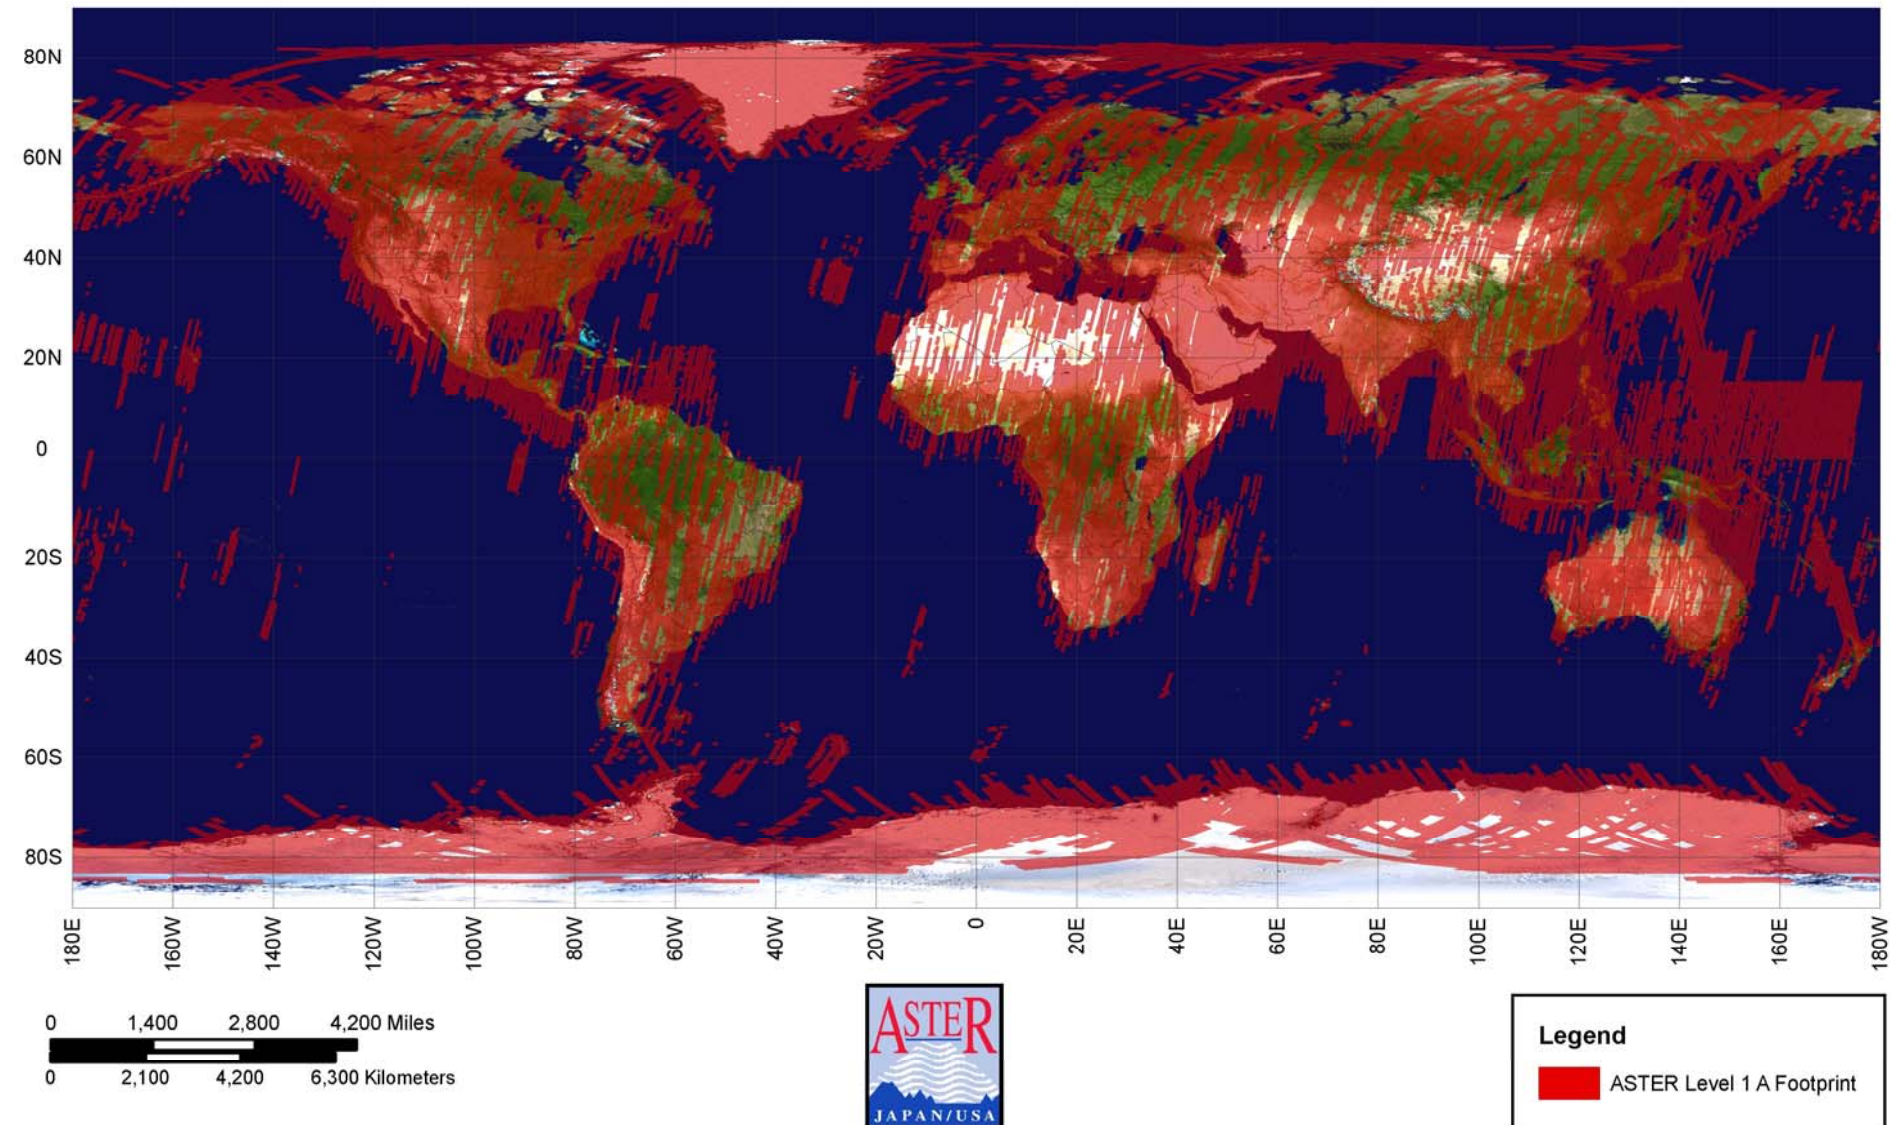 80N
60N
40N
20N
0
20S
40S
60S
80S
180E 160W 140W 120W 100W 80W 60W 40W 20W 0 20E 40E 60E 80E 100E 120E 140E 160E 180W
0 1,400 2,800 4,200 Miles
0 2,100 4,200 6,300 Kilometers
ASTER
JAPAN/USA
Legend
ASTER Level 1 A Footprint